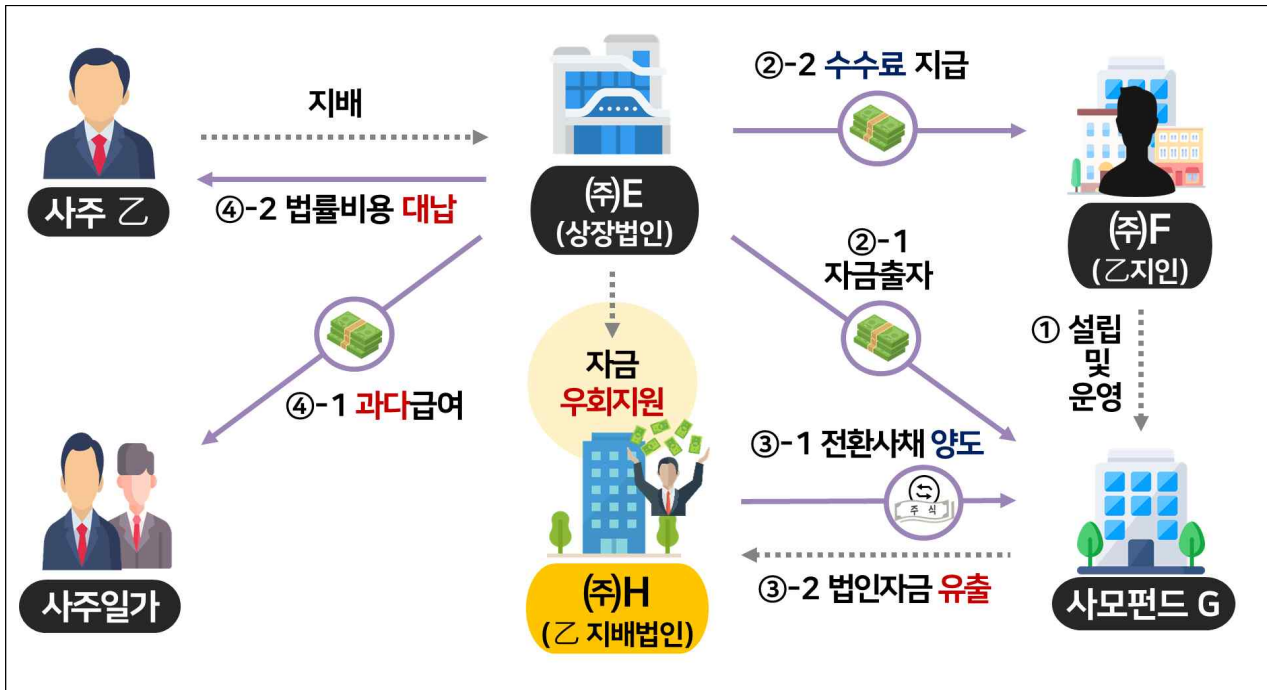 지배
②-2 수수료 지급
사주 乙
④-2 법률비용 대납
㈜E
(상장법인)
②-1
자금출자
㈜F
(乙지인)
① 설립
및
운영
자금
우회지원
④-1 과다급여
③-1 전환사채 양도
주 식
③-2 법인자금 유출
사주일가
㈜H
(乙 지배법인)
사모펀드 G